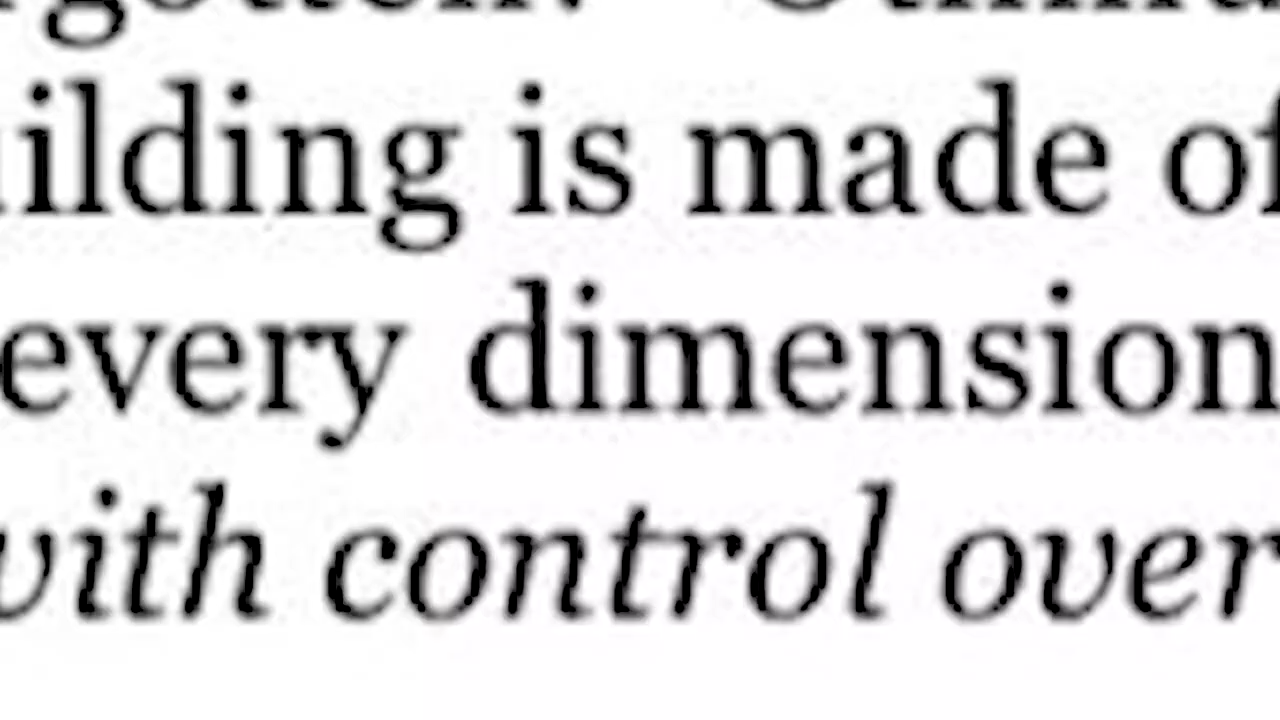 ilding is made of
every dimension
with control over